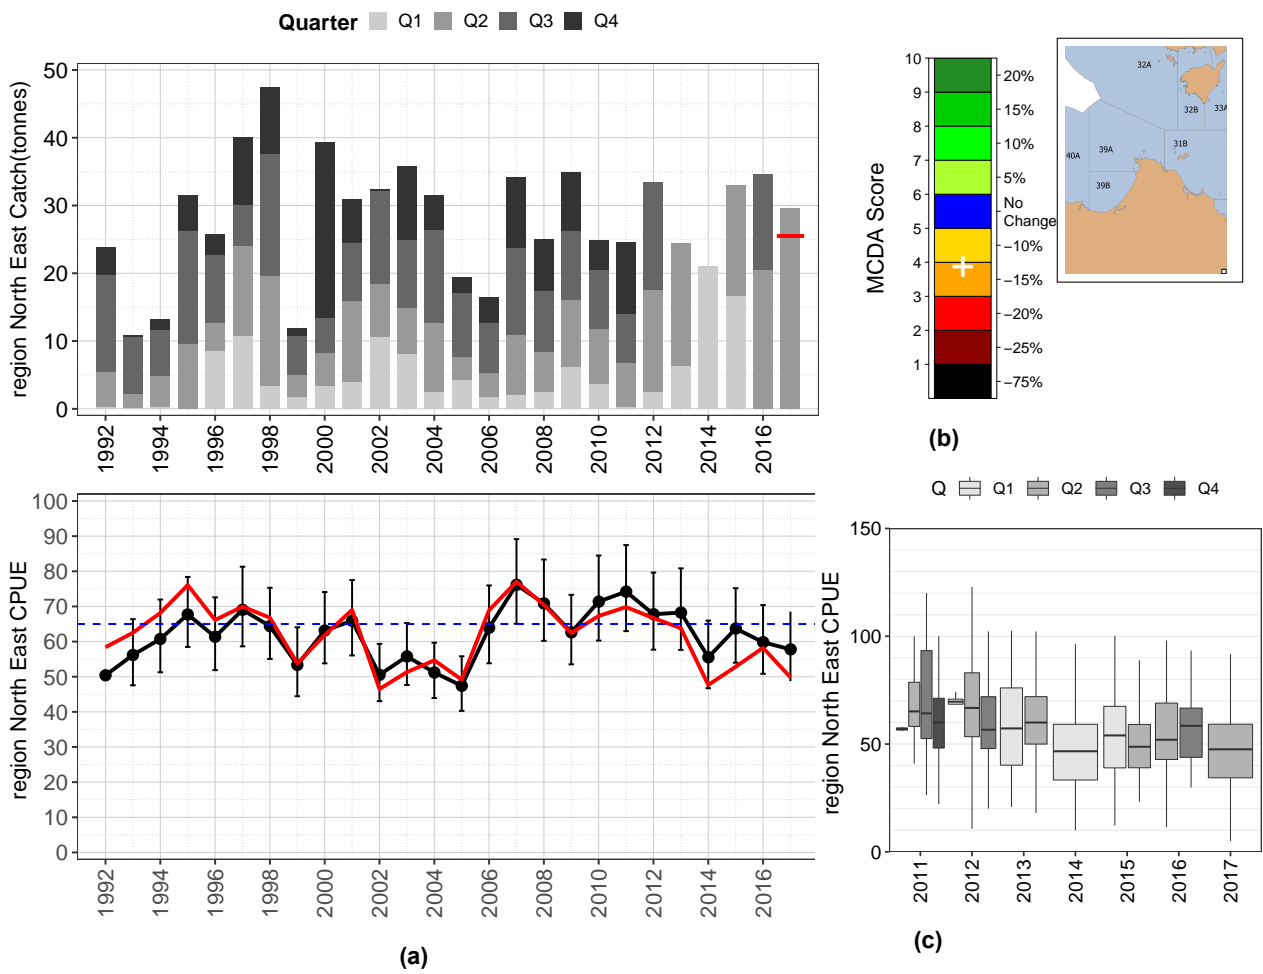 Quarter Q1 Q2 Q3 Q4
region North East Catch(tonnes)
50
40
30
20
10
0
1992 1994 1996 1998 2000 2002 2004 2006 2008 2010 2012 2014 2016
region North East CPUE
100
90
80
70
60
50
40
30
20
10
0
1992 1994 1996 1998 2000 2002 2004 2006 2008 2010 2012 2014 2016
(a)
MCDA Score
10
9
8
7
6
5
4
3
2
1
20%
15%
10%
5%
No
Change
−10%
−15%
−20%
−25%
−75%
(b)
32A
32B 33A
31B
40A 39A
39B
Q Q1 Q2 Q3 Q4
region North East CPUE
150
100
50
0
2011 2012 2013 2014 2015 2016 2017
(c)